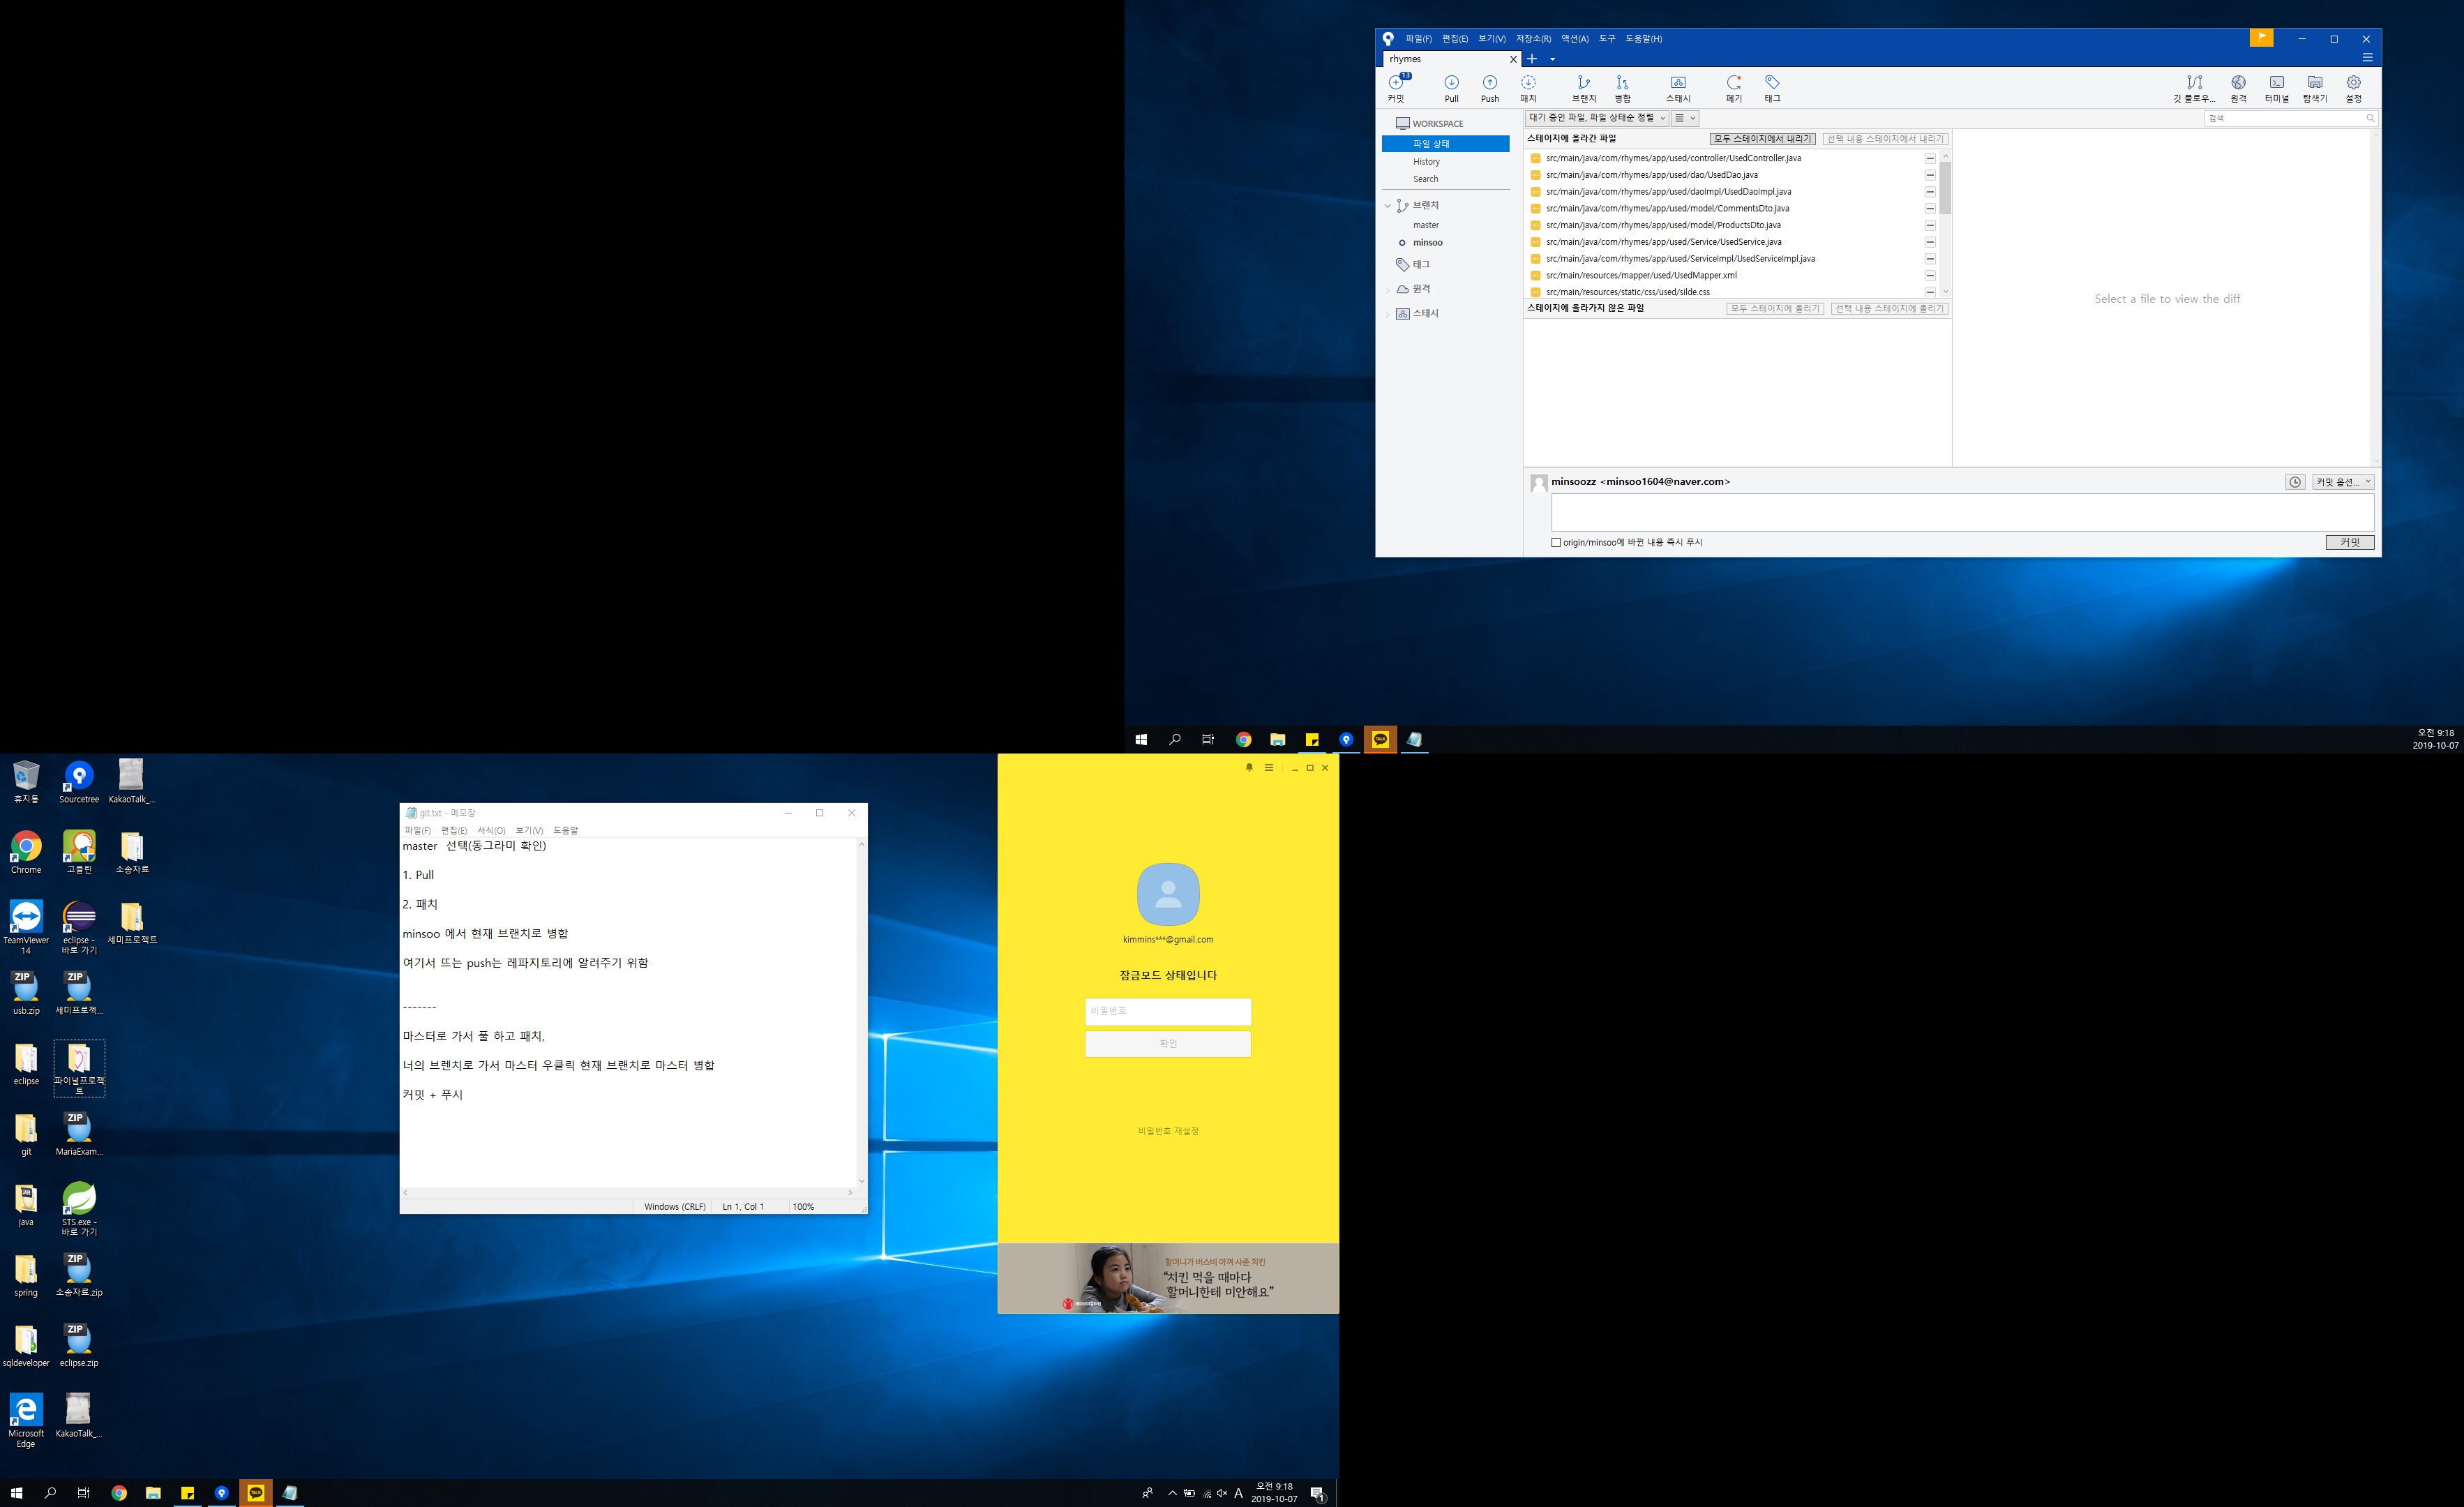 파일(F) 편집(E) 보기(V) 저장소(R) 액션(A) 도구 도움말(H)
rhymes
13
커밋 Pull Push 패치 브랜치 병합 스태시 폐기 태그 깃 플로우... 원격 터미널 탐색기 설정
WORKSPACE
파일 상태
History
Search
브랜치
master
minsoo
태그
원격
스태시
대기 중인 파일, 파일 상태순 정렬
검색
스테이지에 올라간 파일 모두 스테이지에서 내리기 선택 내용 스테이지에서 내리기
src/main/java/com/rhymes/app/used/controller/UsedController.java
src/main/java/com/rhymes/app/used/dao/UsedDao.java
src/main/java/com/rhymes/app/used/daoImpl/UsedDaoImpl.java
src/main/java/com/rhymes/app/used/model/CommentsDto.java
src/main/java/com/rhymes/app/used/model/ProductsDto.java
src/main/java/com/rhymes/app/used/Service/UsedService.java
src/main/java/com/rhymes/app/used/ServiceImpl/UsedServiceImpl.java
src/main/resources/mapper/used/UsedMapper.xml
src/main/resources/static/css/used/silde.css
스테이지에 올라가지 않은 파일 모두 스테이지에 올리기 선택 내용 스테이지에 올리기
Select a file to view the diff
minsoozz <minsoo1604@naver.com>
커밋 옵션...
origin/minsoo에 바뀐 내용 즉시 푸시
커밋
TALK
오전 9:18
2019-10-07
휴지통 Sourcetree KakaoTalk_...
Chrome 고클린 소송자료
TeamViewer 14 eclipse - 바로 가기 세미프로젝트
ZIP ZIP
usb.zip 세미프로젝...
eclipse 파이널프로젝트
ZIP
git MariaExam...
JAR
java STS.exe - 바로 가기
ZIP
spring 소송자료.zip
ZIP
sqldeveloper eclipse.zip
Microsoft Edge KakaoTalk_...
git.txt - 메모장
파일(F) 편집(E) 서식(O) 보기(V) 도움말
master 선택(동그라미 확인)
1. Pull
2. 패치
minsoo 에서 현재 브랜치로 병합
여기서 뜨는 push는 레파지토리에 알려주기 위함
-------
마스터로 가서 풀 하고 패치,
너의 브렌치로 가서 마스터 우클릭 현재 브랜치로 마스터 병합
커밋 + 푸시
Windows (CRLF) Ln 1, Col 1 100%
kimmins***@gmail.com
잠금모드 상태입니다
비밀번호
확인
비밀번호 재설정
할머니가 버스비 아껴 사준 치킨
“치킨 먹을 때마다
할머니한테 미안해요”
TALK
A
오전 9:18
2019-10-07
1